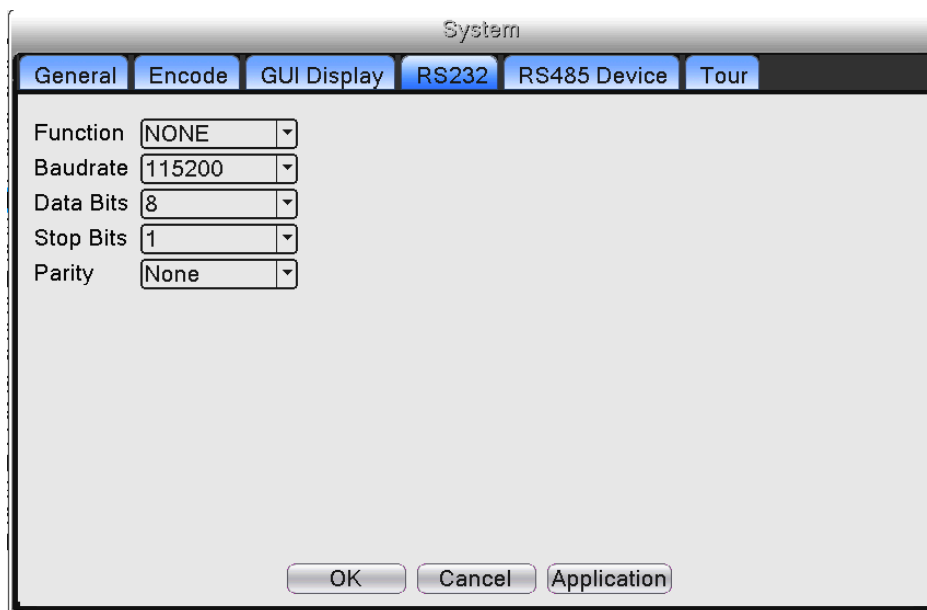 System
General Encode GUI Display RS232 RS485 Device Tour
Function NONE
Baudrate 115200
Data Bits 8
Stop Bits 1
Parity None
OK Cancel Application